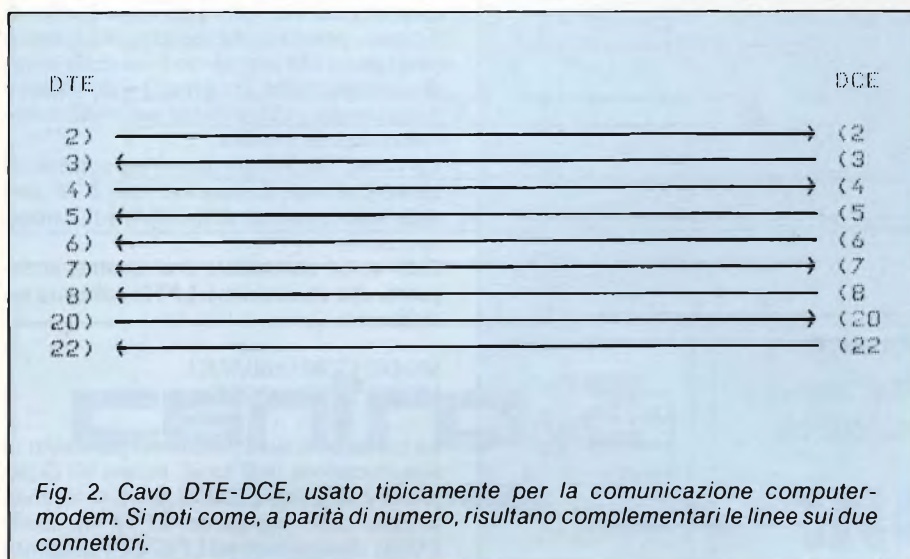 DTE DCE
2) (2
3) (3
4) (4
5) (5
6) (6
7) (7
8) (8
20) (20
22) (22
Fig. 2. Cavo DTE-DCE, usato tipicamente per la comunicazione computer-
modem. Si noti come, a parità di numero, risultano complementari le linee sui due
connettori.